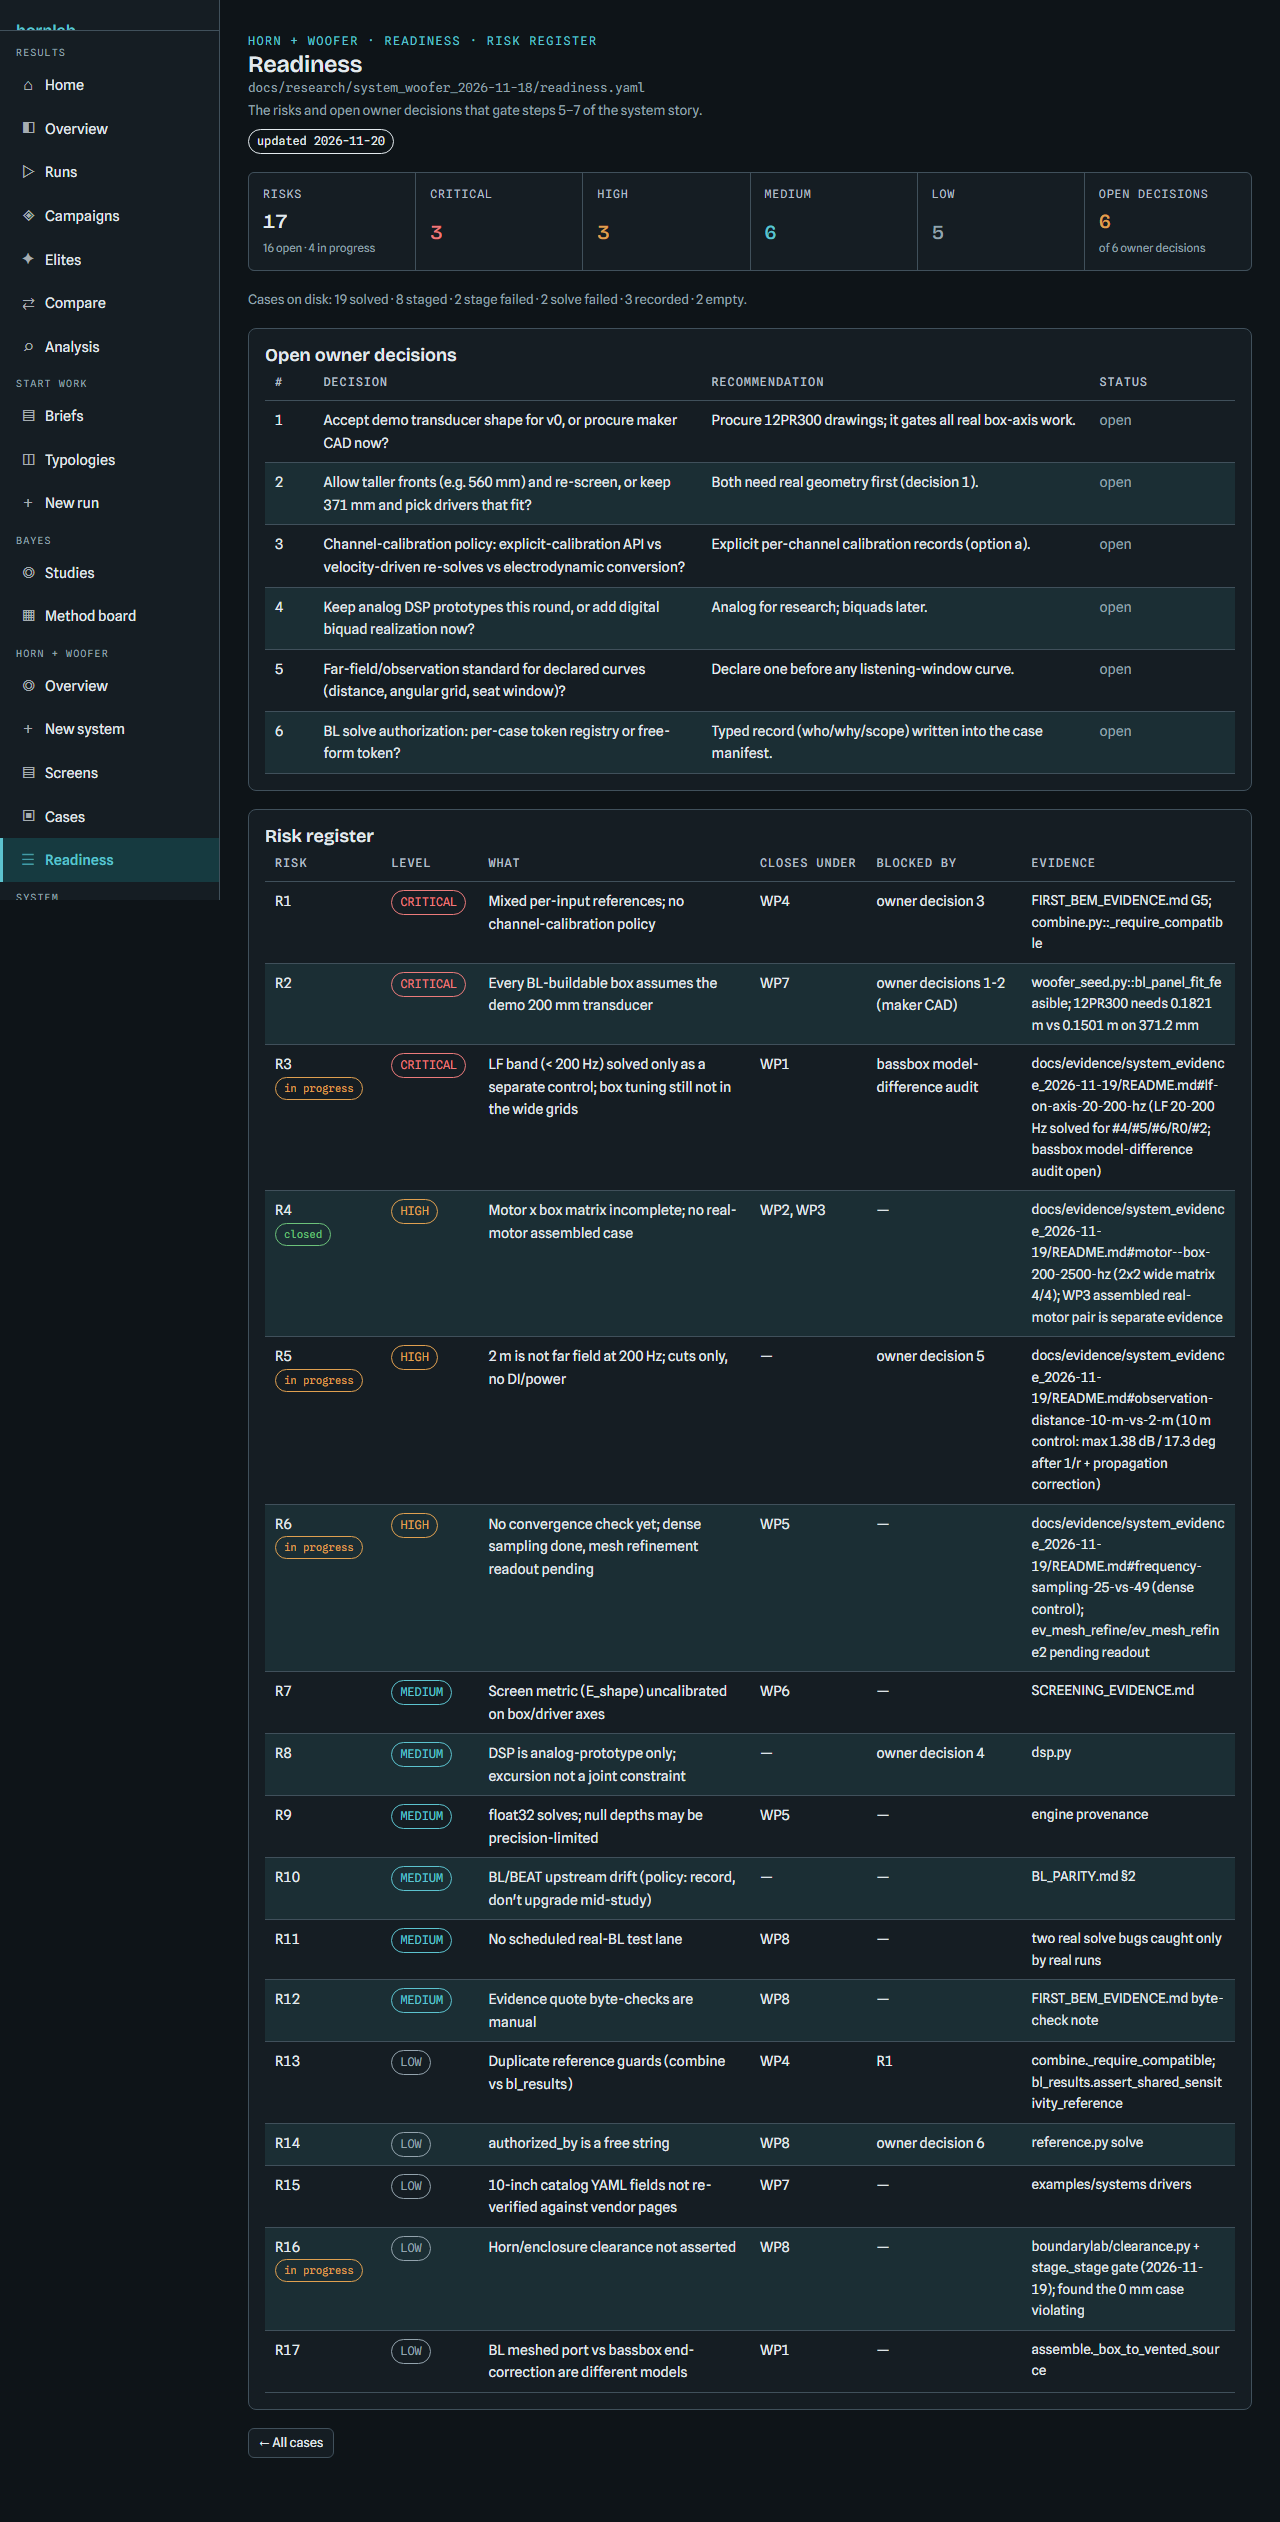 RESULTS
⌂ Home
Overview
Runs
Campaigns
Elites
Compare
Analysis
START WORK
Briefs
Typologies
+ New run
BAYES
Studies
Method board
HORN + WOOFER
Overview
+ New system
Screens
Cases
Readiness
SYSTEM
HORN + WOOFER · READINESS · RISK REGISTER
Readiness
docs/research/system_woofer_2026-11-18/readiness.yaml
The risks and open owner decisions that gate steps 5–7 of the system story.
updated 2026-11-20
RISKS CRITICAL HIGH MEDIUM LOW OPEN DECISIONS
17 3 3 6 5 6
16 open · 4 in progress of 6 owner decisions
Cases on disk: 19 solved · 8 staged · 2 stage failed · 2 solve failed · 3 recorded · 2 empty.
Open owner decisions
# DECISION RECOMMENDATION STATUS
1 Accept demo transducer shape for v0, or procure maker Procure 12PR300 drawings; it gates all real box-axis work. open
CAD now?
2 Allow taller fronts (e.g. 560 mm) and re-screen, or keep Both need real geometry first (decision 1). open
371 mm and pick drivers that fit?
3 Channel-calibration policy: explicit-calibration API vs Explicit per-channel calibration records (option a). open
velocity-driven re-solves vs electrodynamic conversion?
4 Keep analog DSP prototypes this round, or add digital Analog for research; biquads later. open
biquad realization now?
5 Far-field/observation standard for declared curves Declare one before any listening-window curve. open
(distance, angular grid, seat window)?
6 BL solve authorization: per-case token registry or free- Typed record (who/why/scope) written into the case open
form token? manifest.
Risk register
RISK LEVEL WHAT CLOSES UNDER BLOCKED BY EVIDENCE
R1 CRITICAL Mixed per-input references; no WP4 owner decision 3 FIRST_BEM_EVIDENCE.md G5;
channel-calibration policy combine.py::_require_compatib
le
R2 CRITICAL Every BL-buildable box assumes the WP7 owner decisions 1-2 woofer_seed.py::bl_panel_fit_fe
demo 200 mm transducer (maker CAD) asible; 12PR300 needs 0.1821
m vs 0.1501 m on 371.2 mm
R3 CRITICAL LF band (< 200 Hz) solved only as a WP1 bassbox model- docs/evidence/system_evidenc
in progress separate control; box tuning still not in difference audit e_2026-11-19/README.md#lf-
the wide grids on-axis-20-200-hz (LF 20-200
Hz solved for #4/#5/#6/R0/#2;
bassbox model-difference
audit open)
R4 HIGH Motor x box matrix incomplete; no real- WP2, WP3 — docs/evidence/system_evidenc
closed motor assembled case e_2026-11-
19/README.md#motor--box-
200-2500-hz (2x2 wide matrix
4/4); WP3 assembled real-
motor pair is separate evidence
R5 HIGH 2 m is not far field at 200 Hz; cuts only, — owner decision 5 docs/evidence/system_evidenc
in progress no DI/power e_2026-11-
19/README.md#observation-
distance-10-m-vs-2-m (10 m
control: max 1.38 dB / 17.3 deg
after 1/r + propagation
correction)
R6 HIGH No convergence check yet; dense WP5 — docs/evidence/system_evidenc
in progress sampling done, mesh refinement e_2026-11-
readout pending 19/README.md#frequency-
sampling-25-vs-49 (dense
control);
ev_mesh_refine/ev_mesh_refin
e2 pending readout
R7 MEDIUM Screen metric (E_shape) uncalibrated WP6 — SCREENING_EVIDENCE.md
on box/driver axes
R8 MEDIUM DSP is analog-prototype only; — owner decision 4 dsp.py
excursion not a joint constraint
R9 MEDIUM float32 solves; null depths may be WP5 — engine provenance
precision-limited
R10 MEDIUM BL/BEAT upstream drift (policy: record, — — BL_PARITY.md §2
don't upgrade mid-study)
R11 MEDIUM No scheduled real-BL test lane WP8 — two real solve bugs caught only
by real runs
R12 MEDIUM Evidence quote byte-checks are WP8 — FIRST_BEM_EVIDENCE.md byte-
manual check note
R13 LOW Duplicate reference guards (combine WP4 R1 combine._require_compatible;
vs bl_results) bl_results.assert_shared_sensit
ivity_reference
R14 LOW authorized_by is a free string WP8 owner decision 6 reference.py solve
R15 LOW 10-inch catalog YAML fields not re- WP7 — examples/systems drivers
verified against vendor pages
R16 LOW Horn/enclosure clearance not asserted WP8 — boundarylab/clearance.py +
in progress stage._stage gate (2026-11-
19); found the 0 mm case
violating
R17 LOW BL meshed port vs bassbox end- WP1 — assemble._box_to_vented_sour
correction are different models ce
← All cases